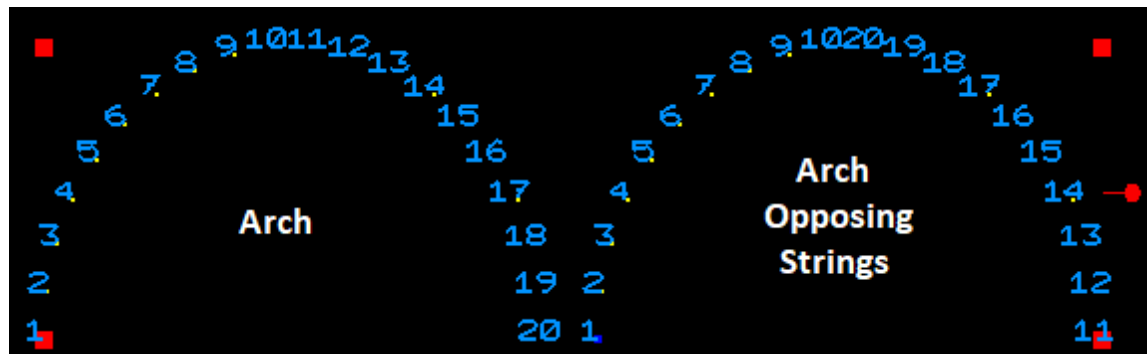 1 2 3 4 5 6 7 8 9 10 11 12 13 14 15 16 17 18 19 20
Arch
1 2 3 4 5 6 7 8 9 10 20 19 18 17 16 15 14 13 12 11
Arch
Opposing
Strings